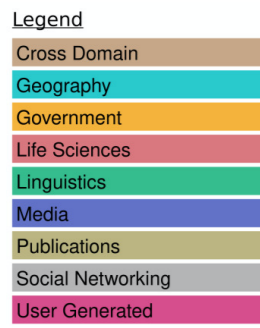 Legend
Cross Domain
Geography
Government
Life Sciences
Linguistics
Media
Publications
Social Networking
User Generated